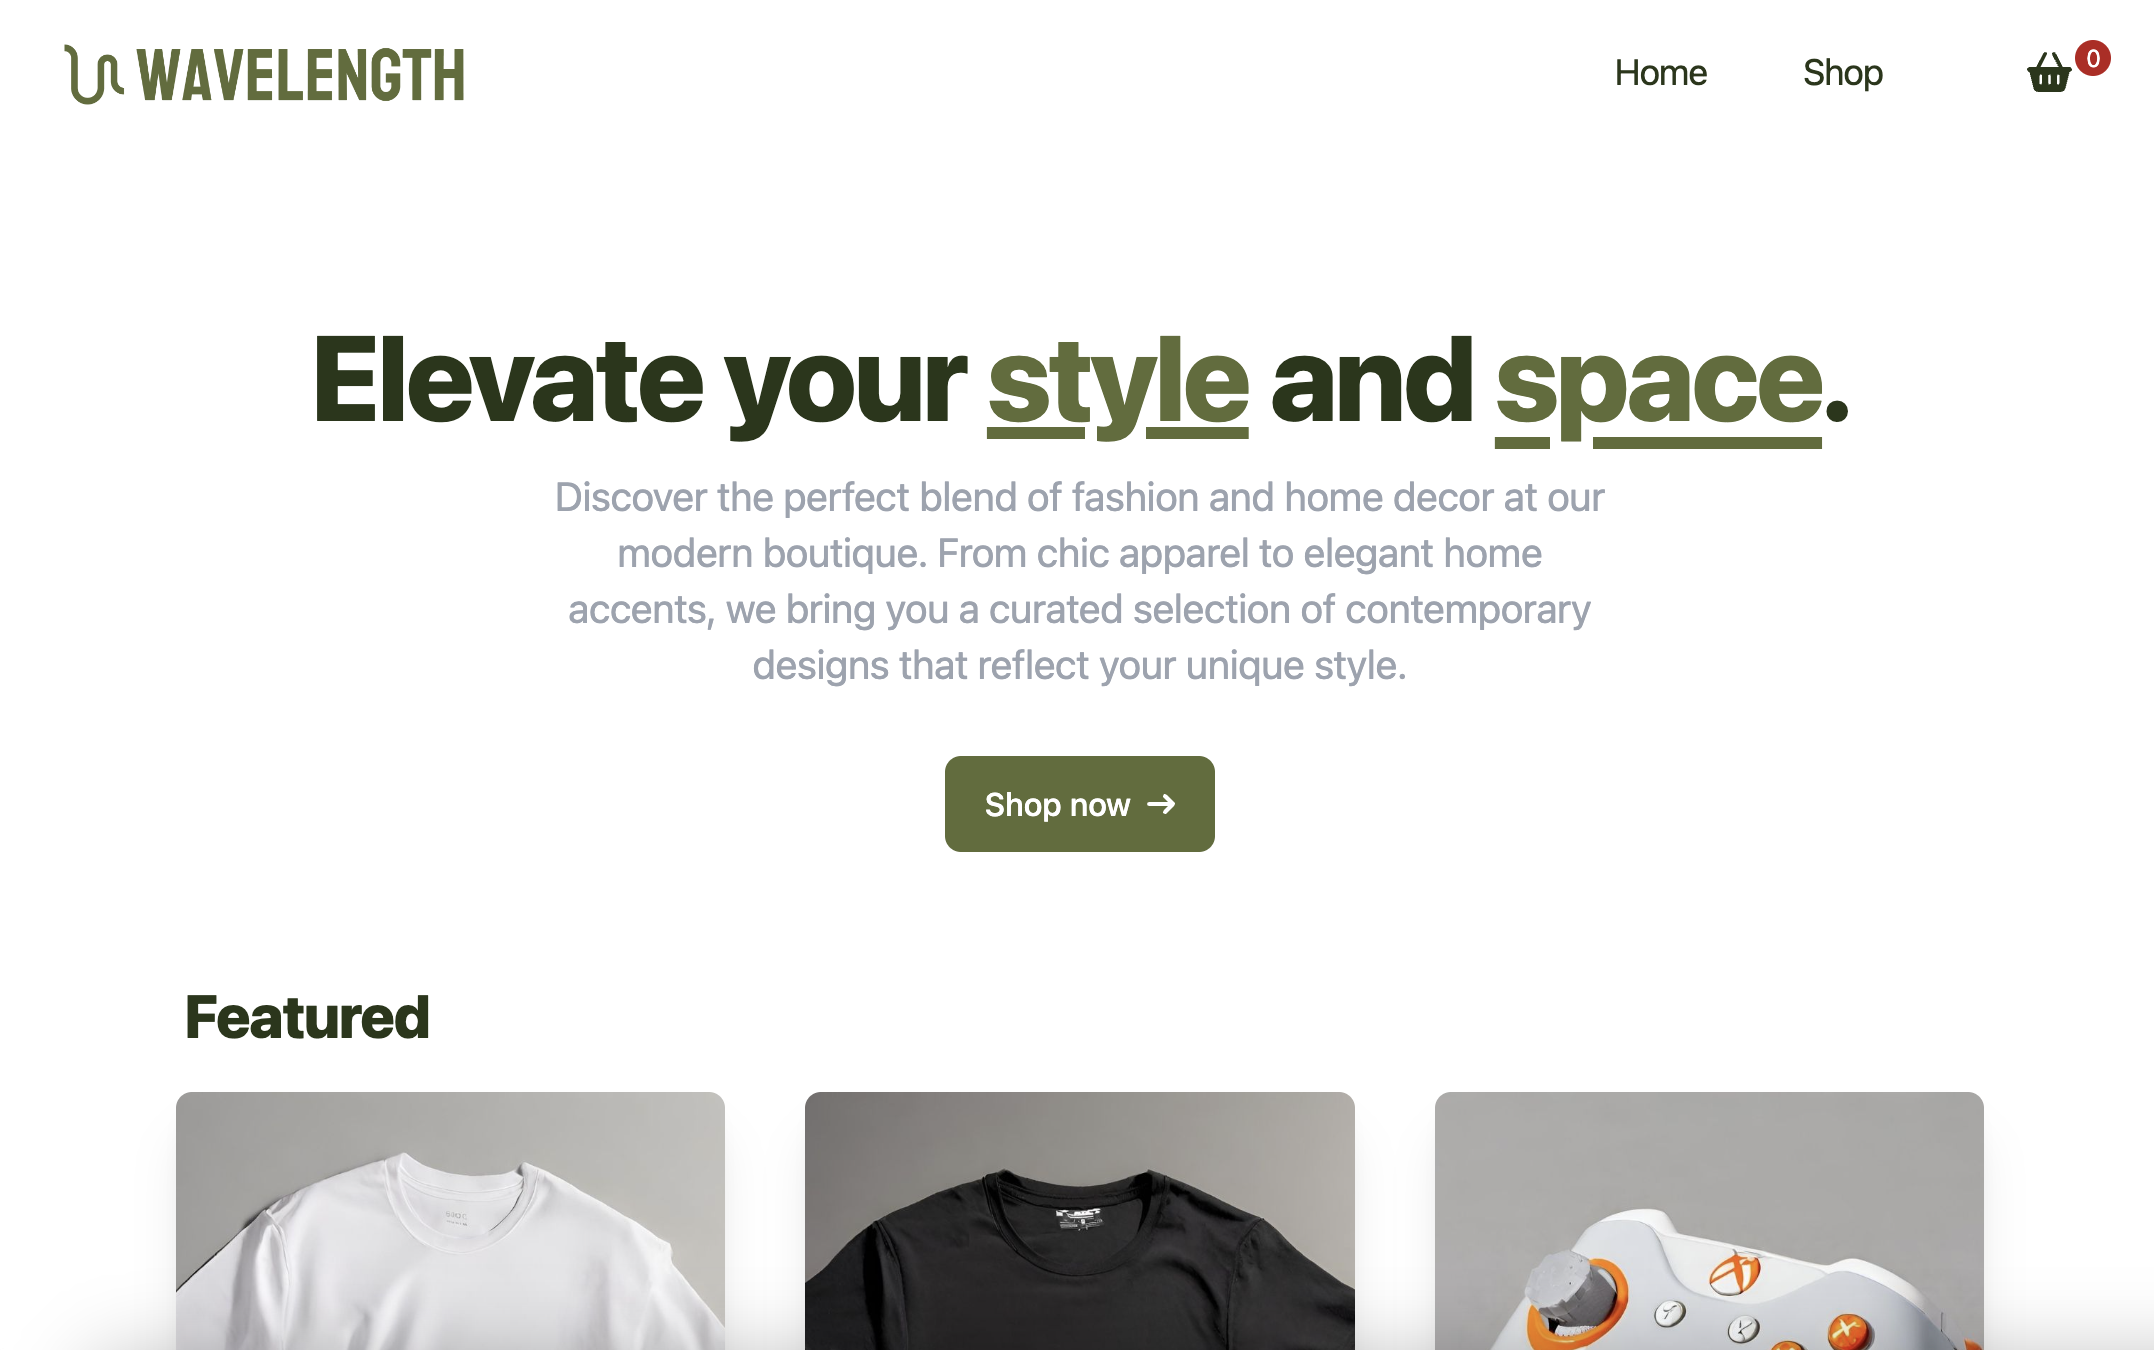 WAVELENGTH
Home Shop 0
Elevate your style and space.
Discover the perfect blend of fashion and home decor at our
modern boutique. From chic apparel to elegant home
accents, we bring you a curated selection of contemporary
designs that reflect your unique style.
Shop now →
Featured